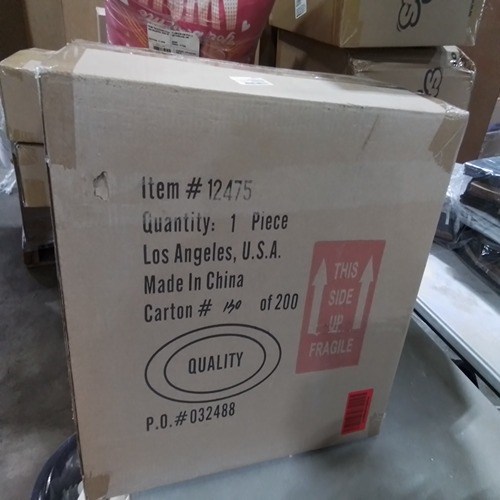 Item # 12475
Quantity: 1 Piece
Los Angeles, U.S.A.
Made In China
Carton # 130 of 200
QUALITY
P.O.# 032488
THIS
SIDE
UP
FRAGILE